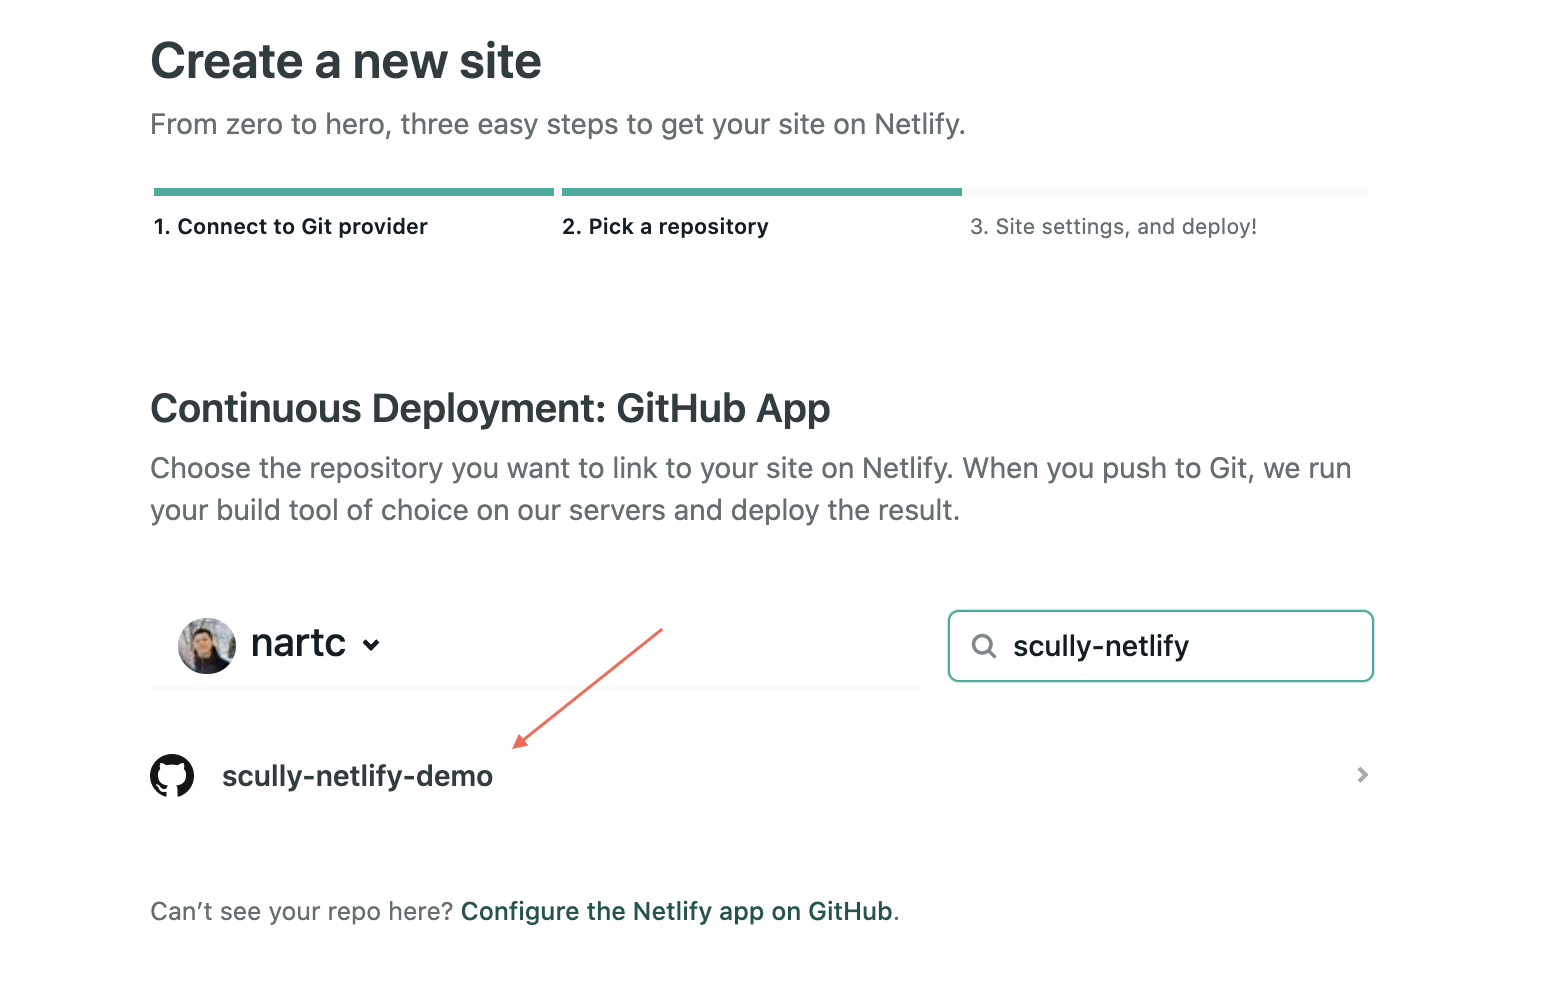 Create a new site
From zero to hero, three easy steps to get your site on Netlify.
1. Connect to Git provider
2. Pick a repository
3. Site settings, and deploy!
Continuous Deployment: GitHub App
Choose the repository you want to link to your site on Netlify. When you push to Git, we run
your build tool of choice on our servers and deploy the result.
nartc
scully-netlify
scully-netlify-demo
Can’t see your repo here? Configure the Netlify app on GitHub.